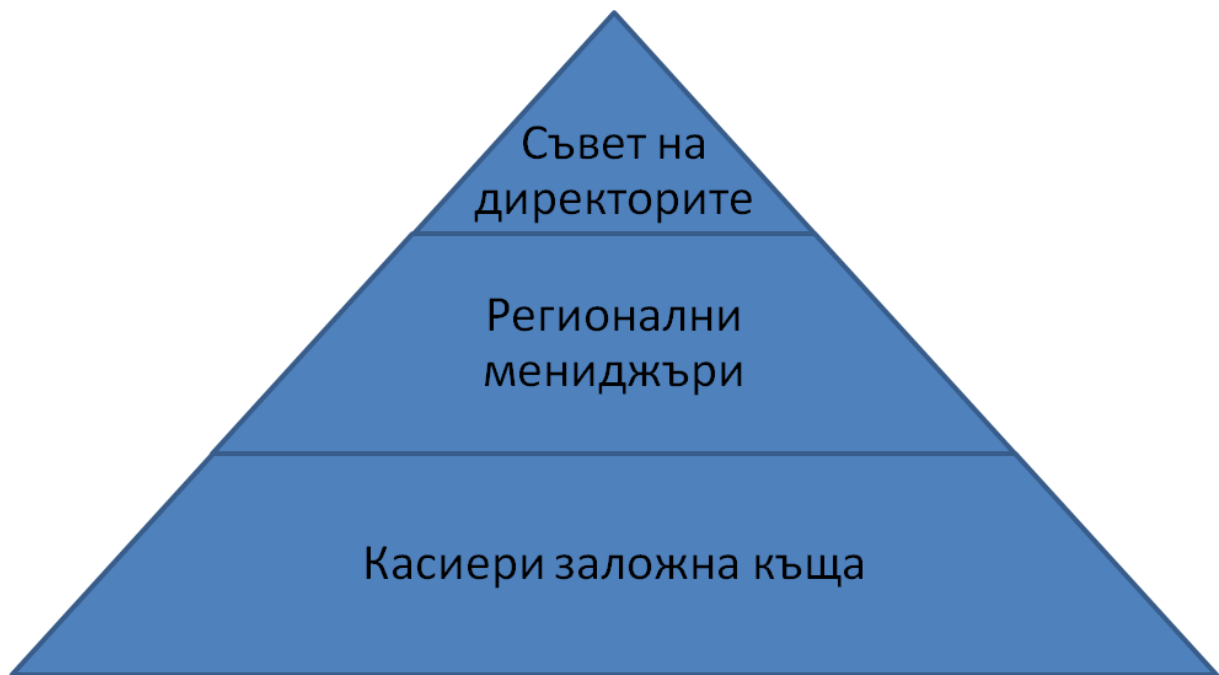 Съвет на
директорите
Регионални
мениджъри
Касиери заложна къща